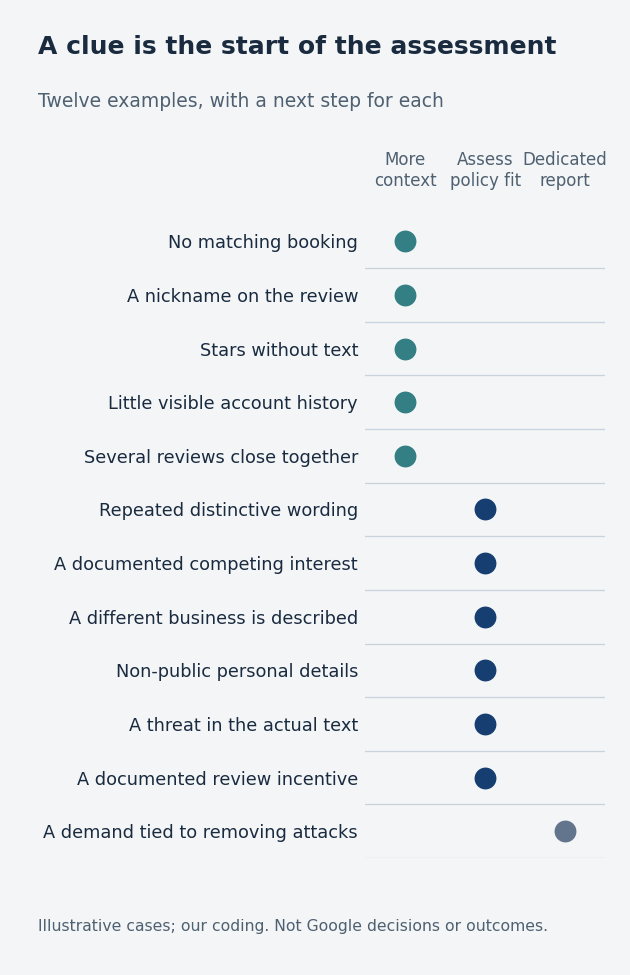 A clue is the start of the assessment
Twelve examples, with a next step for each
More context
Assess policy fit
Dedicated report
No matching booking
A nickname on the review
Stars without text
Little visible account history
Several reviews close together
Repeated distinctive wording
A documented competing interest
A different business is described
Non-public personal details
A threat in the actual text
A documented review incentive
A demand tied to removing attacks
Illustrative cases; our coding. Not Google decisions or outcomes.